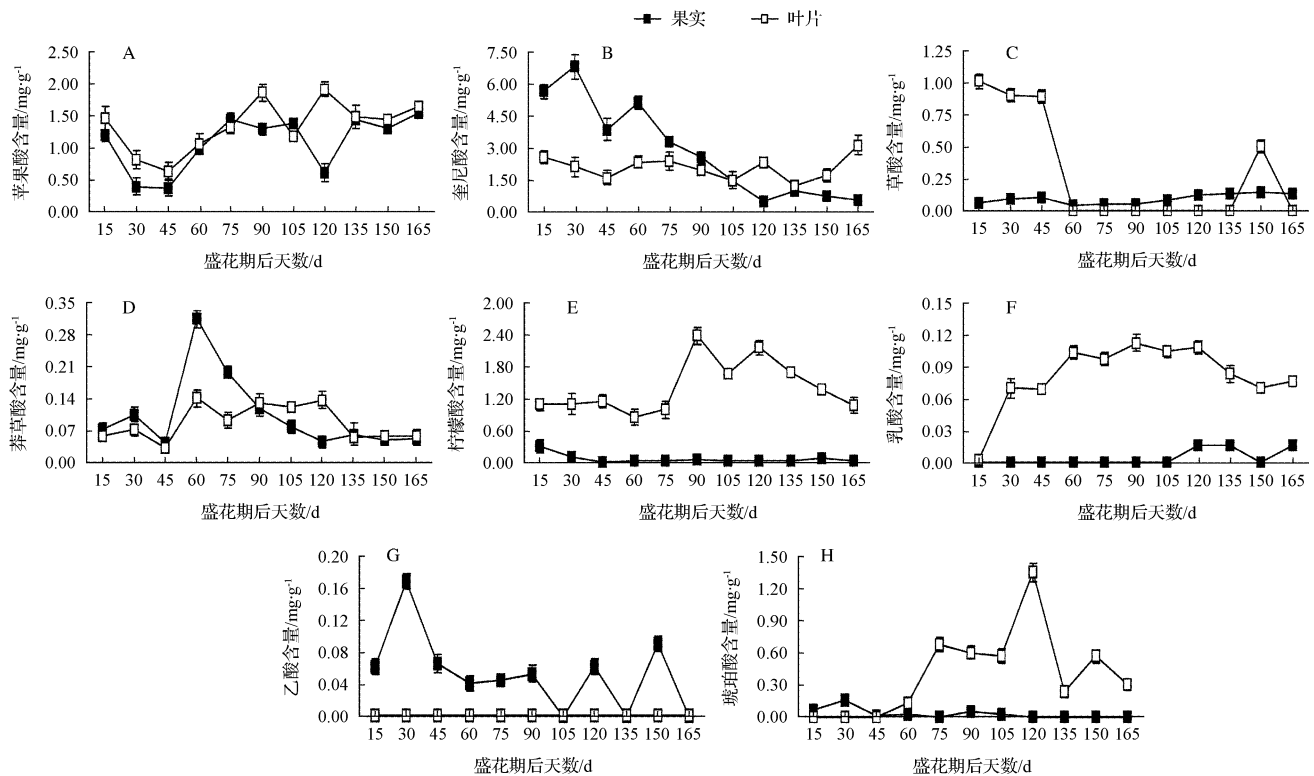 果实 叶片
A
苹果酸含量/mg·g-1
2.50
2.00
1.50
1.00
0.50
0.00
15 30 45 60 75 90 105 120 135 150 165
盛花期后天数/d
B
奎尼酸含量/mg·g-1
7.50
6.00
4.50
3.00
1.50
0.00
15 30 45 60 75 90 105 120 135 150 165
盛花期后天数/d
C
草酸含量/mg·g-1
1.25
1.00
0.75
0.50
0.25
0.00
15 30 45 60 75 90 105 120 135 150 165
盛花期后天数/d
D
莽草酸含量/mg·g-1
0.35
0.28
0.21
0.14
0.07
0.00
15 30 45 60 75 90 105 120 135 150 165
盛花期后天数/d
E
柠檬酸含量/mg·g-1
2.00
2.40
1.80
1.20
0.60
0.00
15 30 45 60 75 90 105 120 135 150 165
盛花期后天数/d
F
乳酸含量/mg·g-1
0.15
0.12
0.09
0.06
0.03
0.00
15 30 45 60 75 90 105 120 135 150 165
盛花期后天数/d
G
乙酸含量/mg·g-1
0.20
0.16
0.12
0.08
0.04
0.00
15 30 45 60 75 90 105 120 135 150 165
盛花期后天数/d
H
琥珀酸含量/mg·g-1
1.50
1.20
0.90
0.60
0.30
0.00
15 30 45 60 75 90 105 120 135 150 165
盛花期后天数/d